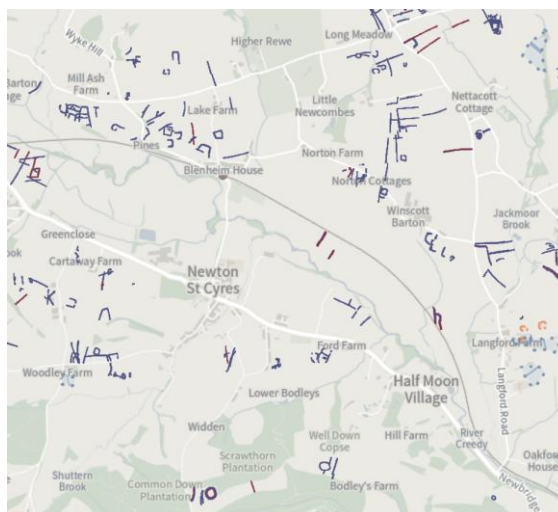 Long Meadow
Higher Rewe
Wyke Hill
Barton
Mill Ash
Farm
Lake Farm
Little
Newcombes
Nettacott
Cottage
Pines
Norton Farm
Blenheim House
Norton Cottages
Winscott
Barton
Jackmoor
Brook
Greenclose
Cartaway Farm
Newton
St Cyres
Ford Farm
Langford Farm
Woodley Farm
Half Moon
Village
Lower Bodleys
Langford Road
Widden
Well Down
Copse
Hill Farm
River
Creedy
Scrawthorn
Plantation
Oakfow
House
Shuttern
Brook
Common Down
Plantation
Bodley's Farm
Newbridge